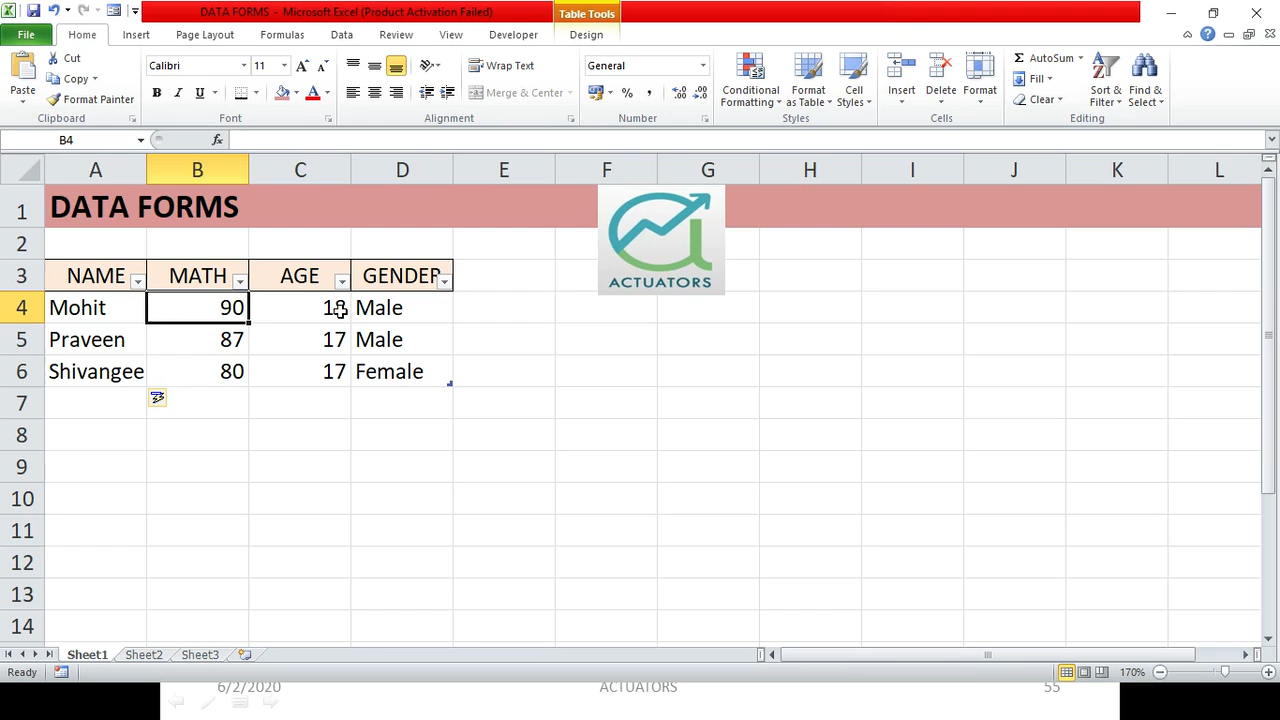 DATA FORMS - Microsoft Excel (Product Activation Failed)
Table Tools
File Home Insert Page Layout Formulas Data Review View Developer Design
Cut
Copy
Format Painter
Paste
Clipboard
Calibri 11
B I U
Font
Wrap Text
Merge & Center
Alignment
General
%
Number
Conditional Formatting
Format as Table
Cell Styles
Styles
Insert Delete Format
Cells
AutoSum
Fill
Clear
Sort & Filter
Find & Select
Editing
B4 fx
A B C D E F G H I J K L
1 DATA FORMS
ACTUATORS
2
3 NAME MATH AGE GENDER
4 Mohit 90 Male
5 Praveen 87 17 Male
6 Shivangee 80 17 Female
7
8
9
10
11
12
13
14
Sheet1 Sheet2 Sheet3
Ready 170%
6/2/2020 ACTUATORS 55